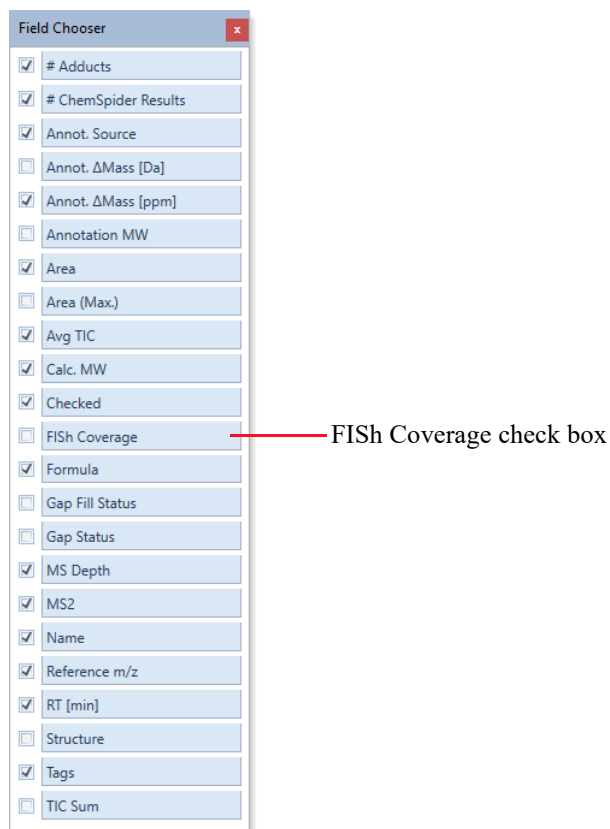 Field Chooser
x
# Adducts
# ChemSpider Results
Annot. Source
Annot. ΔMass [Da]
Annot. ΔMass [ppm]
Annotation MW
Area
Area (Max.)
Avg TIC
Calc. MW
Checked
FISh Coverage
FISh Coverage check box
Formula
Gap Fill Status
Gap Status
MS Depth
MS2
Name
Reference m/z
RT [min]
Structure
Tags
TIC Sum